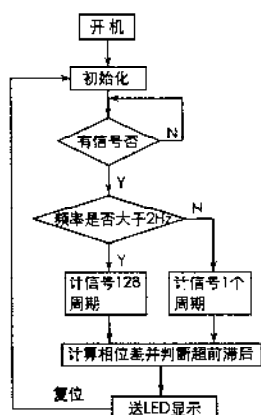 开机
初始化
有信号否
N
Y
频率是否大于2Hz
N
Y
计信号128
周期
计信号1个
周期
计算相位差并判断超前滞后
复位
送LED显示